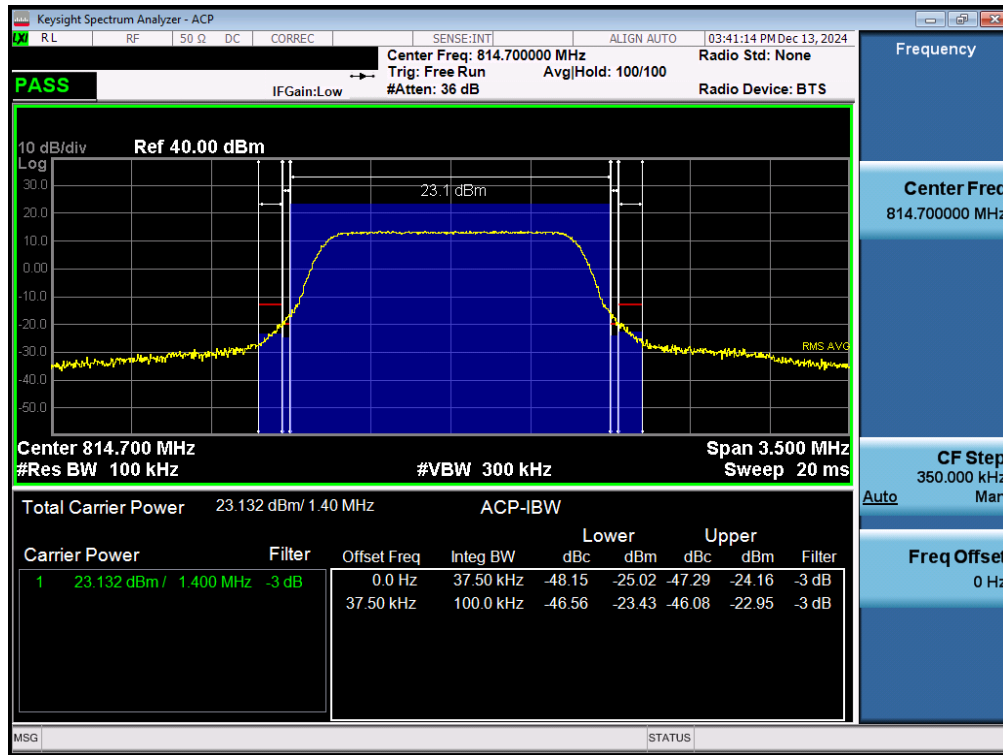 Keysight Spectrum Analyzer - ACP
LXI RL RF 50 Ω DC CORREC SENSE:INT ALIGN AUTO 03:41:14 PM Dec 13, 2024
Center Freq: 814.700000 MHz Radio Std: None
Trig: Free Run Avg|Hold: 100/100
PASS IFGain:Low #Atten: 36 dB Radio Device: BTS
Frequency
10 dB/div Ref 40.00 dBm
Log
30.0
23.1 dBm
20.0
10.0
0.00
-10.0
-20.0
-30.0
RMS AVG
-40.0
-50.0
Center 814.700 MHz Span 3.500 MHz
#Res BW 100 kHz #VBW 300 kHz Sweep 20 ms
Center Freq
814.700000 MHz
CF Step
350.000 kHz
Auto Man
Freq Offset
0 Hz
Total Carrier Power 23.132 dBm/ 1.40 MHz ACP-IBW
Lower Upper
Carrier Power Filter Offset Freq Integ BW dBc dBm dBc dBm Filter
1 23.132 dBm / 1.400 MHz -3 dB 0.0 Hz 37.50 kHz -48.15 -25.02 -47.29 -24.16 -3 dB
37.50 kHz 100.0 kHz -46.56 -23.43 -46.08 -22.95 -3 dB
MSG STATUS